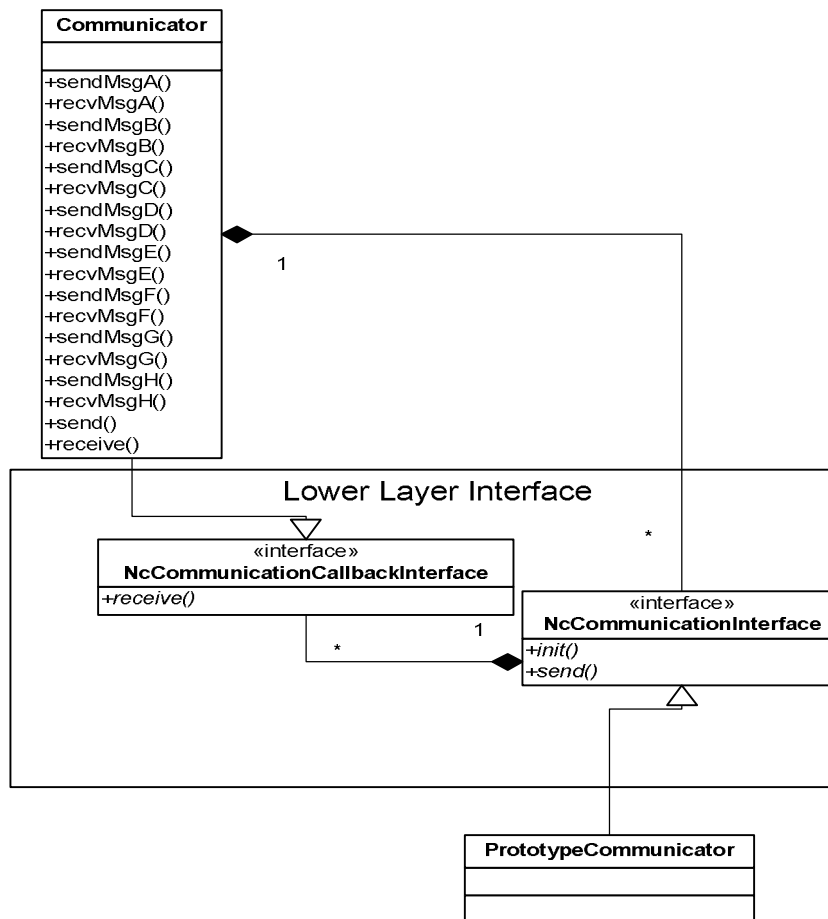 Communicator
+sendMsgA()
+recvMsgA()
+sendMsgB()
+recvMsgB()
+sendMsgC()
+recvMsgC()
+sendMsgD()
+recvMsgD()
+sendMsgE()
+recvMsgE()
+sendMsgF()
+recvMsgF()
+sendMsgG()
+recvMsgG()
+sendMsgH()
+recvMsgH()
+send()
+receive()
1
Lower Layer Interface
*
«interface»
NcCommunicationCallbackInterface
+receive()
«interface»
NcCommunicationInterface
+init()
+send()
1
*
PrototypeCommunicator